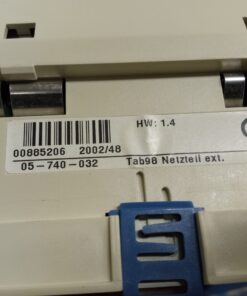 HW: 1.4
00885206 2002/48
05-740-032 Tab98 Netzteil ext.